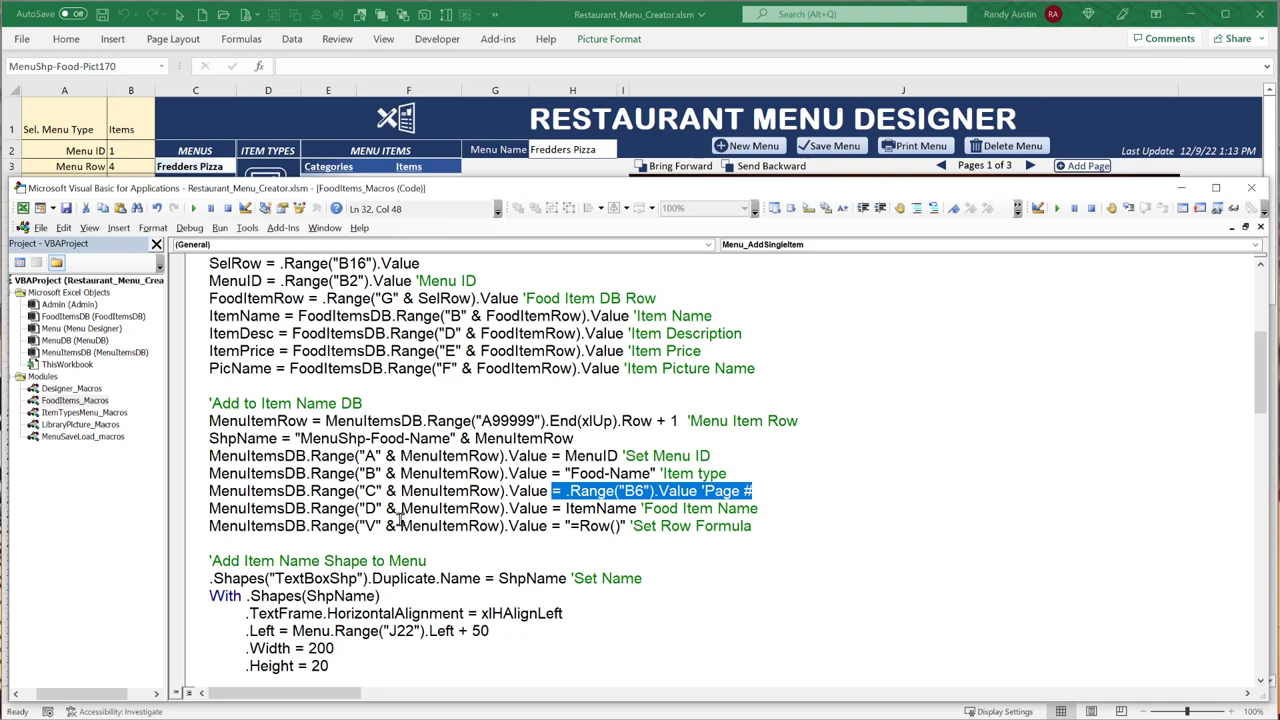 AutoSave Off Restaurant_Menu_Creator.xlsm Search (Alt+Q) Randy Austin RA
File Home Insert Page Layout Formulas Data Review View Developer Add-ins Help Picture Format Comments Share
MenuShp-Food-Pict170 fx
A B C D E F G H I J
1 Sel. Menu Type Items RESTAURANT MENU DESIGNER
2 Menu ID 1 MENUS ITEM TYPES MENU ITEMS Menu Name Fredders Pizza New Menu Save Menu Print Menu Delete Menu Last Update 12/9/22 1:13 PM
3 Menu Row 4 Fredders Pizza Categories Items Bring Forward Send Backward Pages 1 of 3 Add Page
Microsoft Visual Basic for Applications - Restaurant_Menu_Creator.xlsm - [FoodItems_Macros (Code)]
Ln 32, Col 48 100%
File Edit View Insert Format Debug Run Tools Add-Ins Window Help
Project - VBAProject
(General) Menu_AddSingleItem
VBAProject (Restaurant_Menu_Crea
Microsoft Excel Objects
Admin (Admin)
FoodItemsDB (FoodItemsDB)
Menu (Menu Designer)
MenuDB (MenuDB)
MenuItemsDB (MenuItemsDB)
ThisWorkbook
Modules
Designer_Macros
FoodItems_Macros
ItemTypesMenu_Macros
LibraryPicture_Macros
MenuSaveLoad_macros
SelRow = .Range("B16").Value
MenuID = .Range("B2").Value 'Menu ID
FoodItemRow = .Range("G" & SelRow).Value 'Food Item DB Row
ItemName = FoodItemsDB.Range("B" & FoodItemRow).Value 'Item Name
ItemDesc = FoodItemsDB.Range("D" & FoodItemRow).Value 'Item Description
ItemPrice = FoodItemsDB.Range("E" & FoodItemRow).Value 'Item Price
PicName = FoodItemsDB.Range("F" & FoodItemRow).Value 'Item Picture Name
'Add to Item Name DB
MenuItemRow = MenuItemsDB.Range("A99999").End(xlUp).Row + 1 'Menu Item Row
ShpName = "MenuShp-Food-Name" & MenuItemRow
MenuItemsDB.Range("A" & MenuItemRow).Value = MenuID 'Set Menu ID
MenuItemsDB.Range("B" & MenuItemRow).Value = "Food-Name" 'Item type
MenuItemsDB.Range("C" & MenuItemRow).Value = .Range("B6").Value 'Page #
MenuItemsDB.Range("D" & MenuItemRow).Value = ItemName 'Food Item Name
MenuItemsDB.Range("V" & MenuItemRow).Value = "=Row()" 'Set Row Formula
'Add Item Name Shape to Menu
.Shapes("TextBoxShp").Duplicate.Name = ShpName 'Set Name
With .Shapes(ShpName)
.TextFrame.HorizontalAlignment = xlHAlignLeft
.Left = Menu.Range("J22").Left + 50
.Width = 200
.Height = 20
Ready Accessibility: Investigate Display Settings 100%